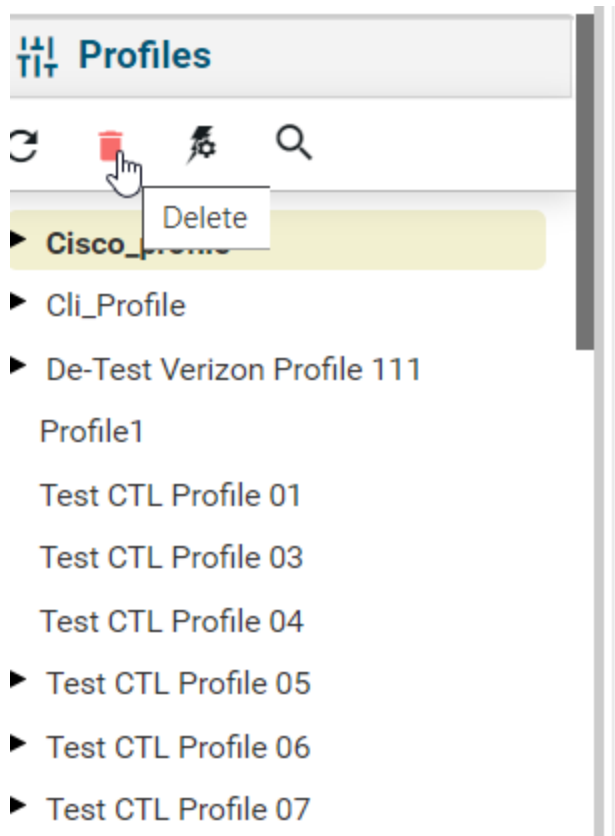 Profiles
Delete
Cisco_profile
Cli_Profile
De-Test Verizon Profile 111
Profile1
Test CTL Profile 01
Test CTL Profile 03
Test CTL Profile 04
Test CTL Profile 05
Test CTL Profile 06
Test CTL Profile 07